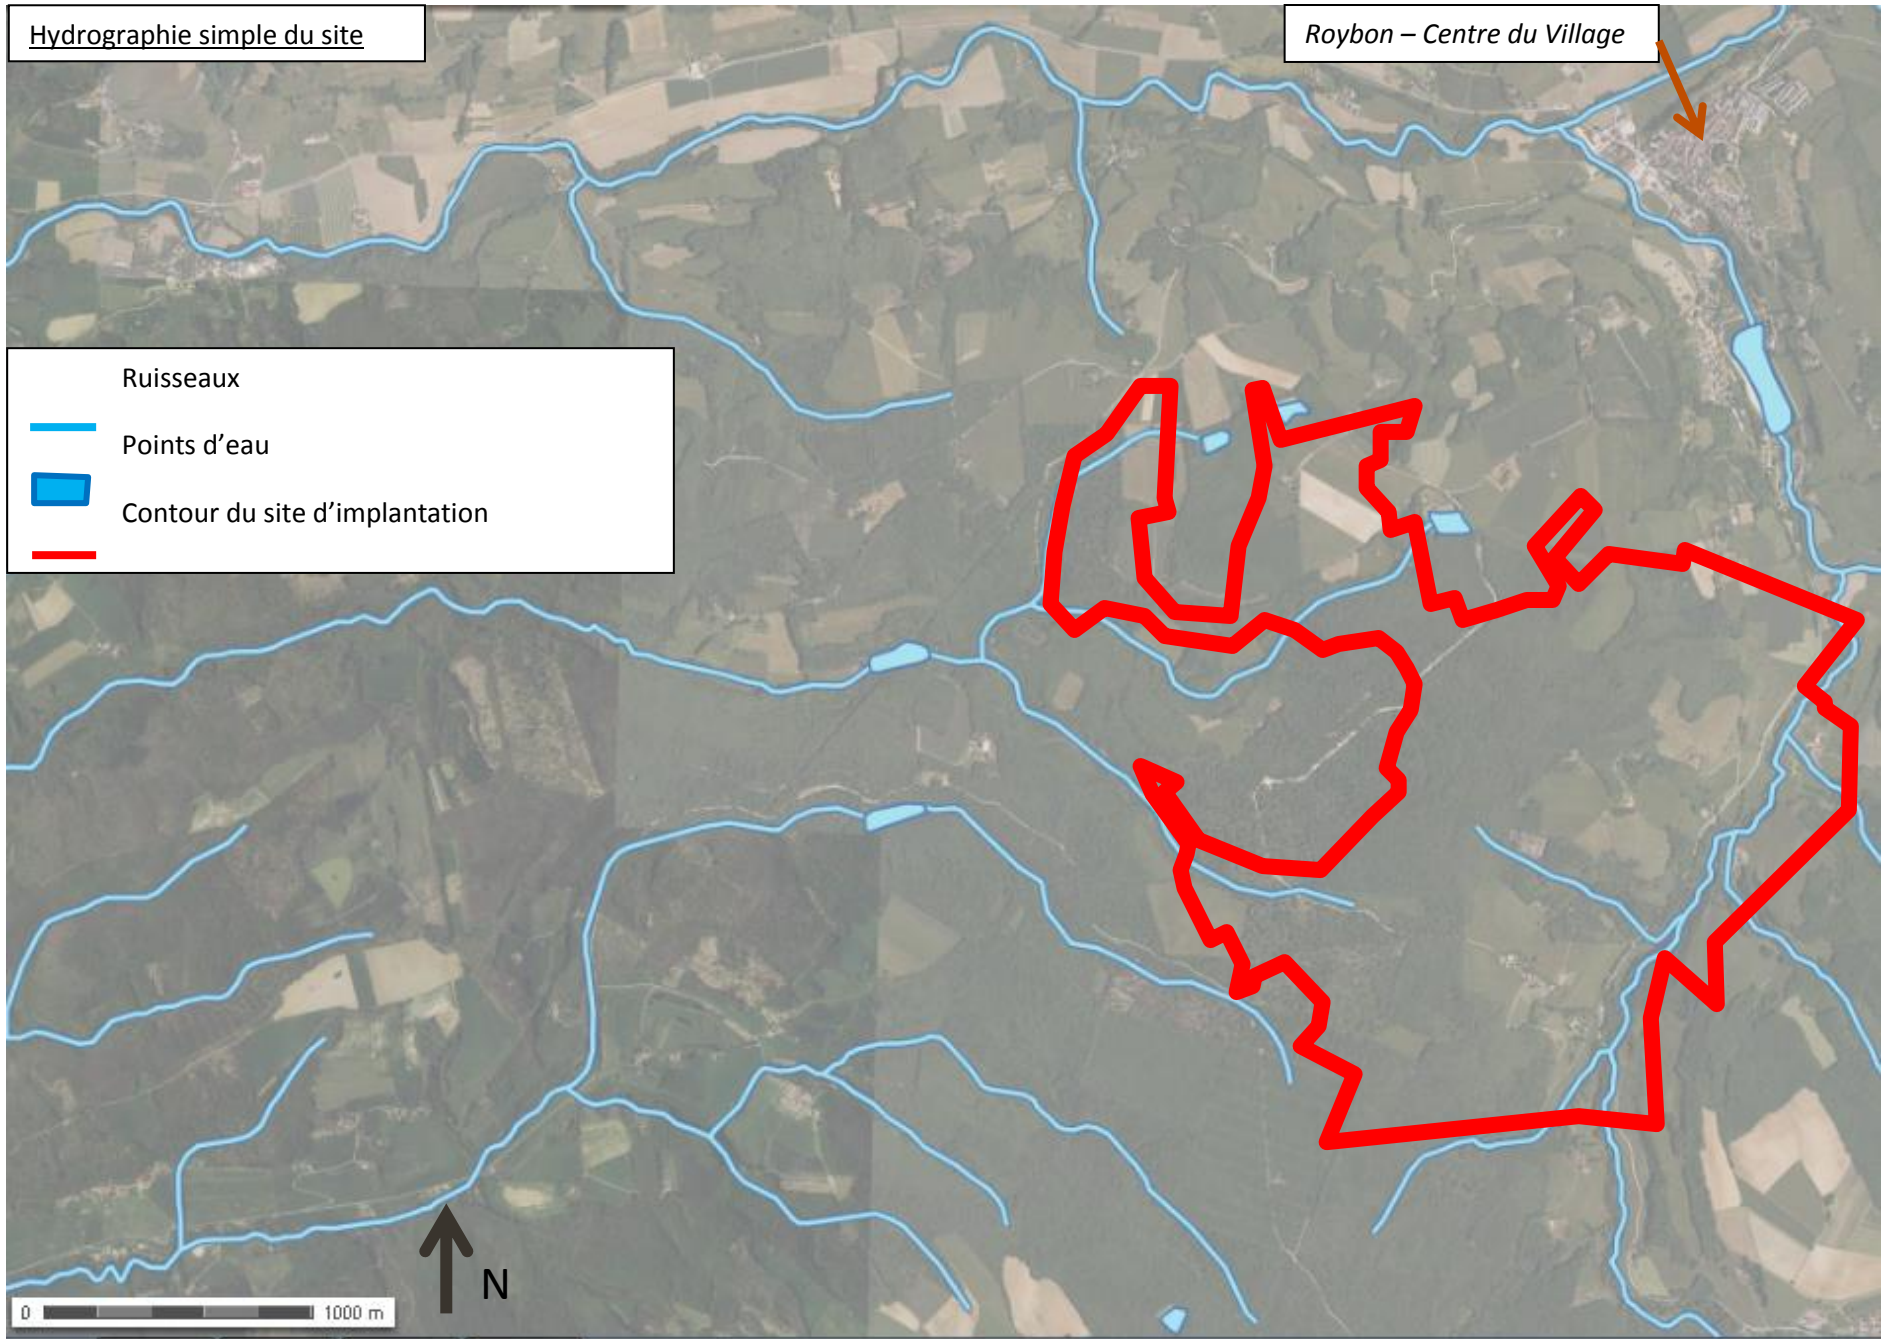 Hydrographie simple du site
Roybon – Centre du Village
Ruisseaux
Points d'eau
Contour du site d'implantation
N
0 1000 m